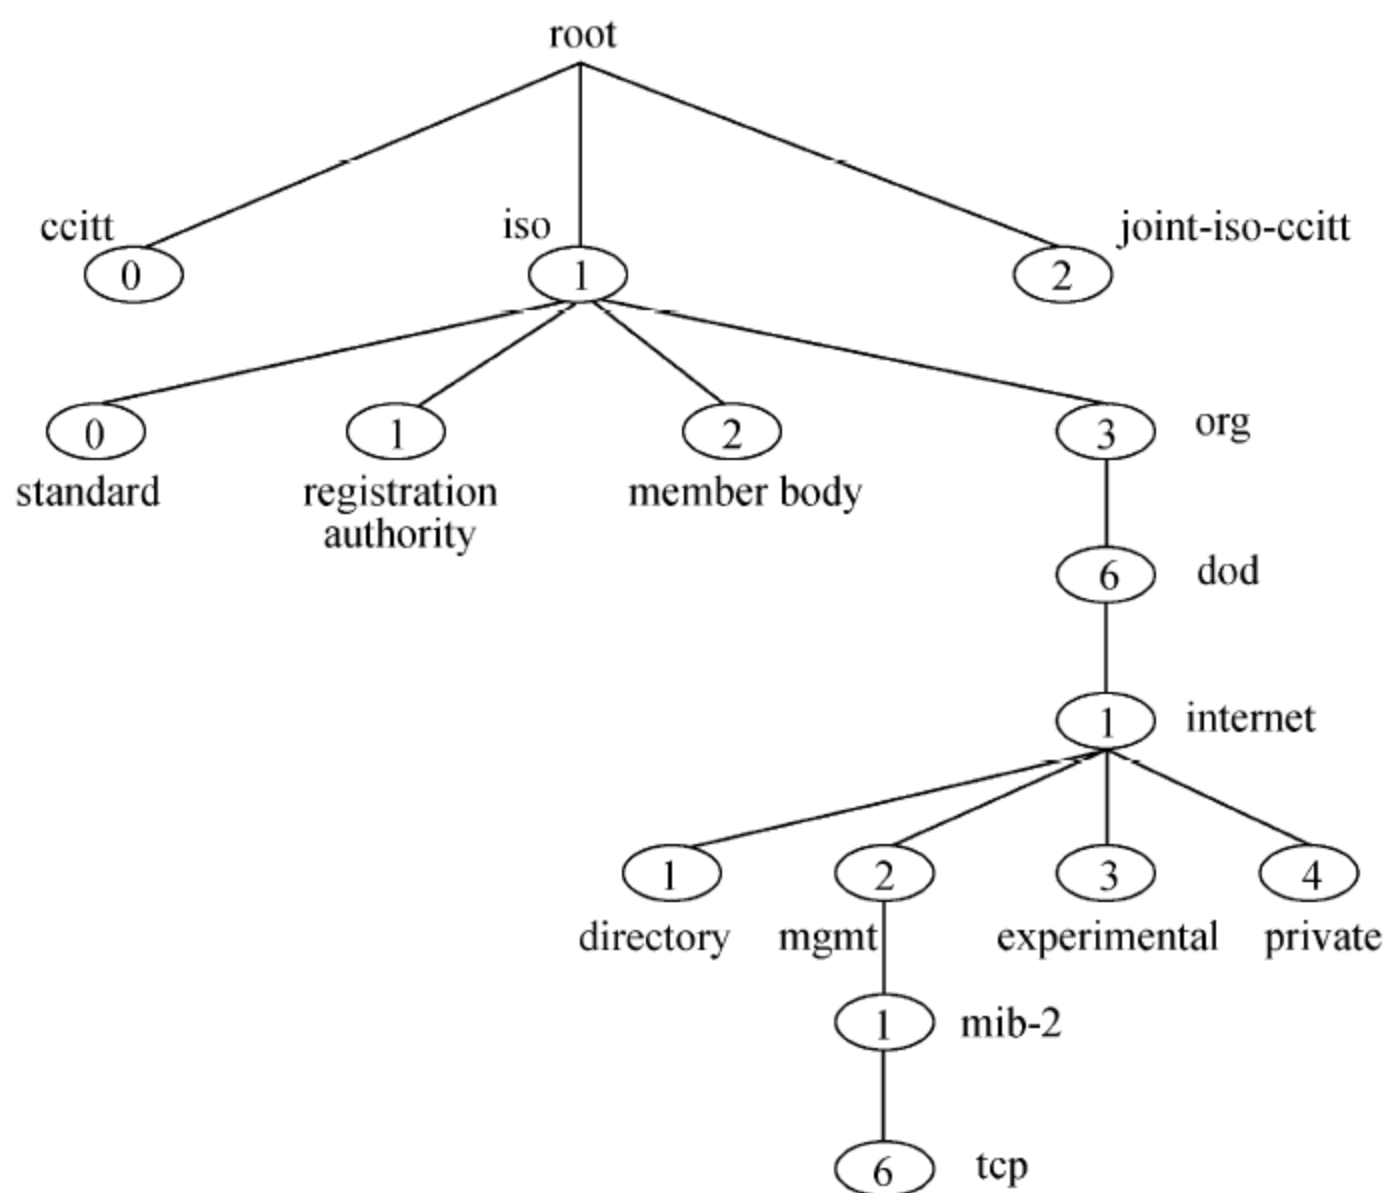 root
ccitt
iso
joint-iso-ccitt
0
1
2
0
1
2
3
org
standard
registration
authority
member body
6
dod
1
internet
1
2
3
4
directory
mgmt
experimental
private
1
mib-2
6
tcp